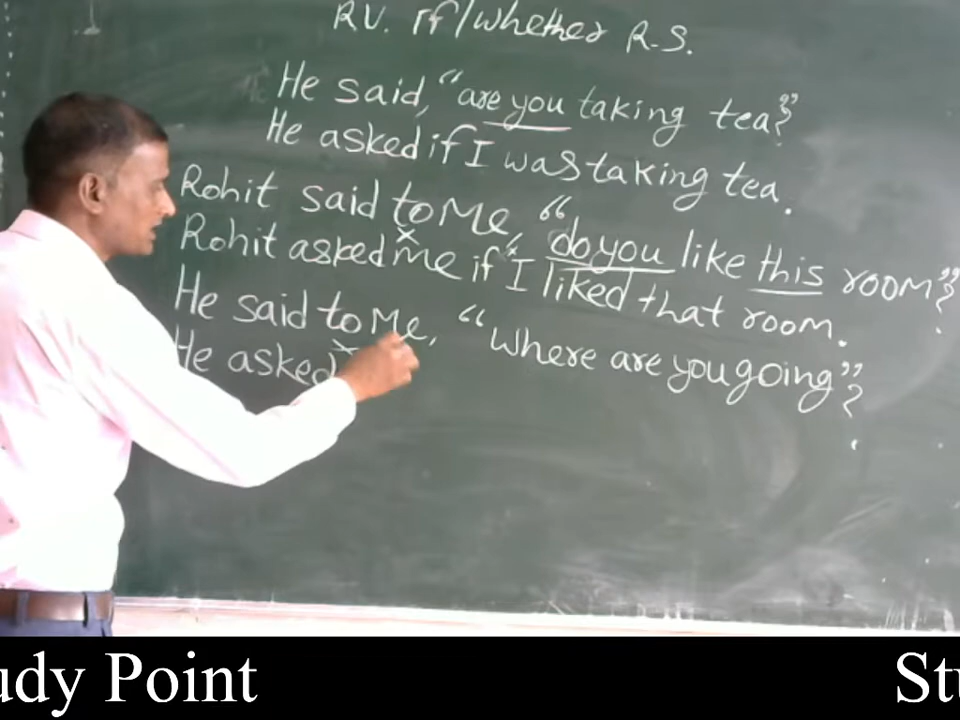 RV. If/whether R.S.
He said, "are you taking tea?"
He asked if I was taking tea.
Rohit said to Me, "do you like this room"?
Rohit asked me if I liked that room.
He said to Me, "where are you going"?
He asked
udy Point
Stu